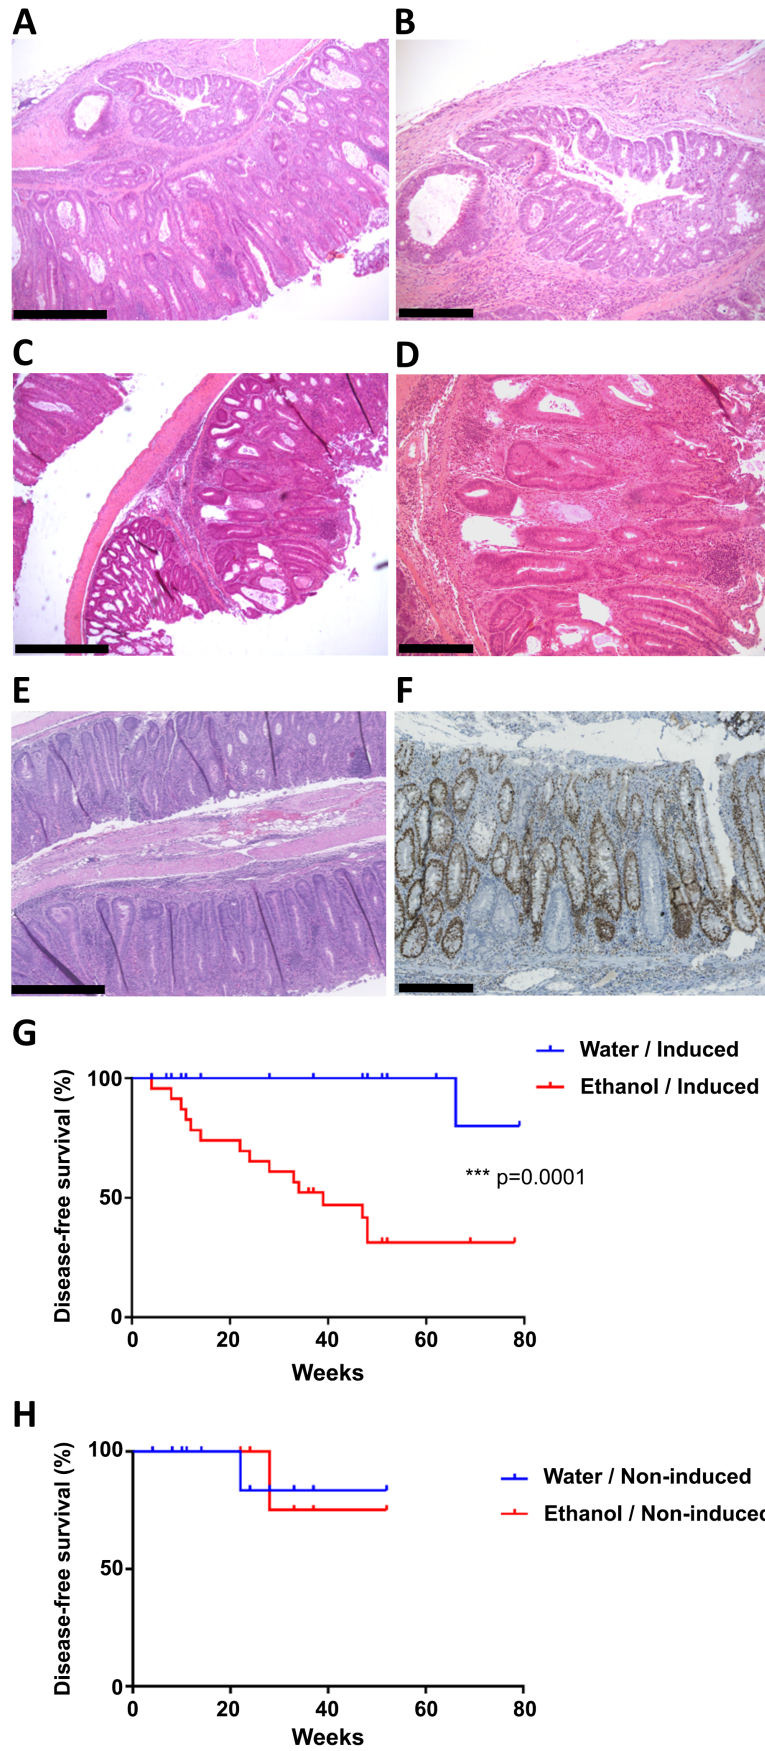 A
B
C
D
E
F
G
Water / Induced
Ethanol / Induced
Disease-free survival (%)
100
50
0
*** p=0.0001
0 20 40 60 80
Weeks
H
Water / Non-induced
Ethanol / Non-induced
Disease-free survival (%)
100
50
0
0 20 40 60 80
Weeks